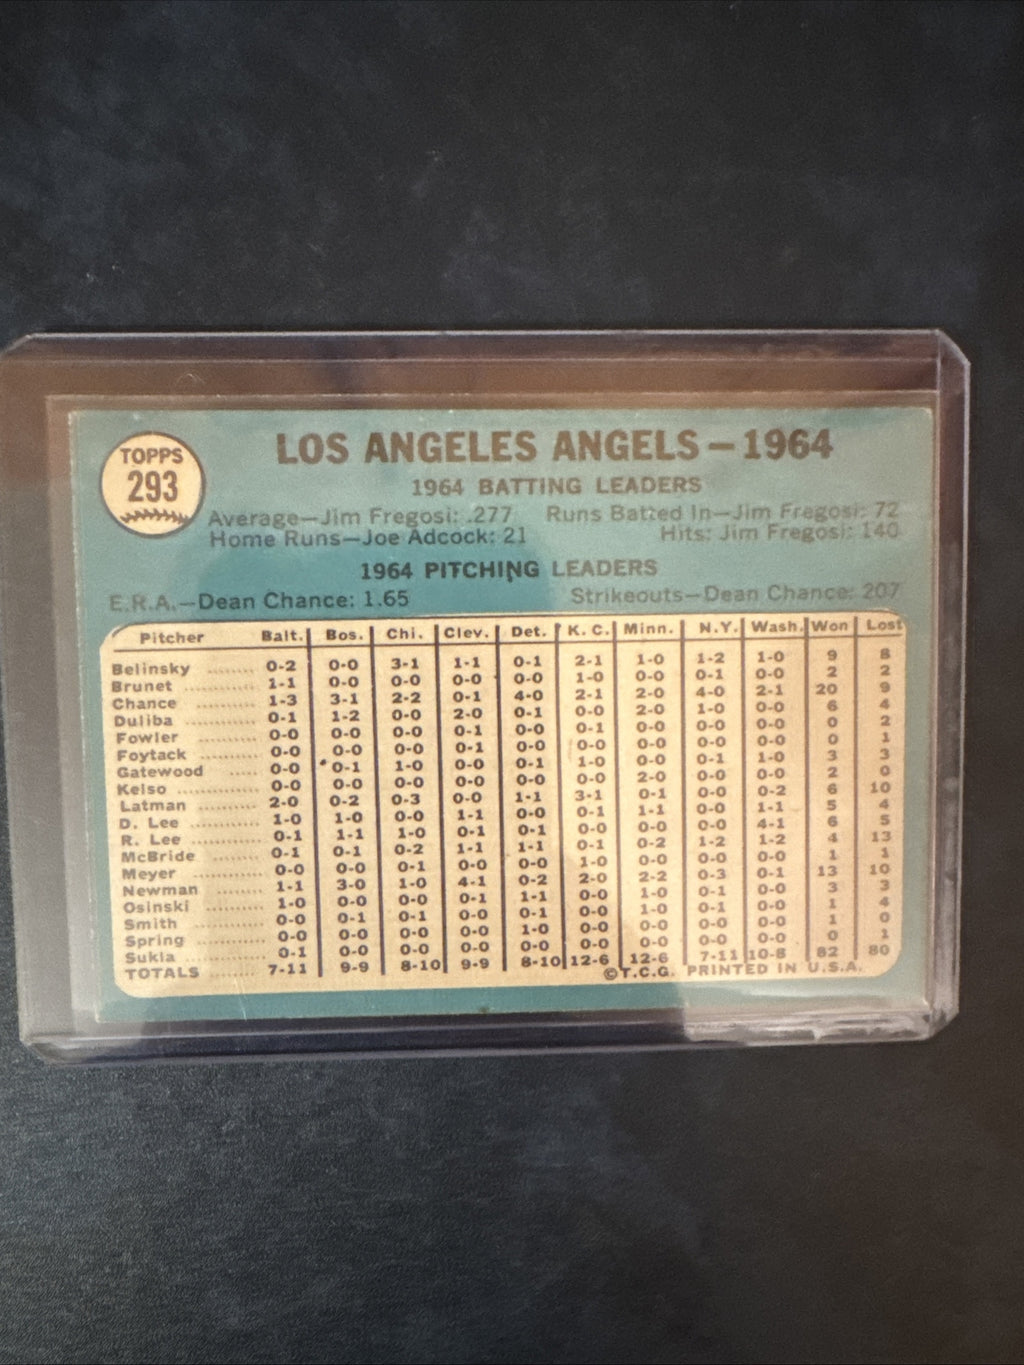 TOPPS
293
LOS ANGELES ANGELS—1964
1964 BATTING LEADERS
Average—Jim Fregosi: .277 Runs Batted In—Jim Fregosi: 72
Home Runs—Joe Adcock: 21 Hits: Jim Fregosi: 140
1964 PITCHING LEADERS
E.R.A.—Dean Chance: 1.65 Strikeouts—Dean Chance: 207
Pitcher Balt. Bos. Chi. Clev. Det. K.C. Minn. N.Y. Wash. Won Lost
Belinsky 0-2 0-0 3-1 1-1 0-1 2-1 1-0 1-2 1-0 9 8
Brunet 1-1 0-0 0-0 0-0 0-0 1-0 0-0 0-1 0-0 2 2
Chance 1-3 3-1 2-2 0-1 4-0 2-1 2-0 4-0 2-1 20 9
Duliba 0-1 1-2 0-0 2-0 0-1 0-0 2-0 1-0 0-0 6 4
Fowler 0-0 0-0 0-0 0-1 0-0 0-1 0-0 0-0 0-0 0 2
Foytack 0-0 0-0 0-0 0-1 0-0 0-0 0-0 0-0 0-0 0 1
Gatewood 0-0 0-1 1-0 0-0 0-1 1-0 0-0 0-1 1-0 3 3
Kelso 0-0 0-0 0-0 0-0 0-0 0-0 2-0 0-0 0-0 2 0
Latman 2-0 0-2 0-3 0-0 1-1 3-1 0-1 0-0 0-2 6 10
D. Lee 1-0 1-0 0-0 1-1 0-0 0-1 1-1 0-0 1-1 5 4
R. Lee 0-1 1-1 1-0 0-1 0-1 0-0 0-0 0-0 4-1 6 5
McBride 0-1 0-1 0-2 1-1 1-1 0-1 0-2 1-2 1-2 4 13
Meyer 0-0 0-0 0-1 0-0 0-0 1-0 0-0 0-0 0-0 1 1
Newman 1-1 3-0 1-0 4-1 0-2 2-0 2-2 0-3 0-1 13 10
Osinski 1-0 0-0 0-0 0-1 1-1 0-0 1-0 0-1 0-0 3 3
Smith 0-0 0-1 0-1 0-0 0-1 0-0 1-0 0-1 0-0 1 4
Spring 0-0 0-0 0-0 0-0 1-0 0-0 0-0 0-0 0-0 1 0
Sukla 0-1 0-0 0-0 0-0 0-0 0-0 0-0 0-0 0-0 0 1
TOTALS 7-11 9-9 8-10 9-9 8-10 12-6 12-6 7-11 10-8 82 80
©T.C.G. PRINTED IN U.S.A.